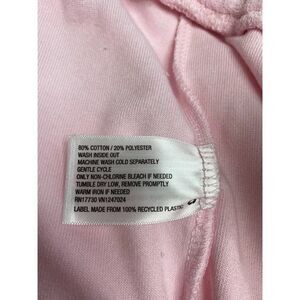 80% COTTON / 20% POLYESTER
WASH INSIDE OUT
MACHINE WASH COLD SEPARATELY
GENTLE CYCLE
ONLY NON-CHLORINE BLEACH IF NEEDED
TUMBLE DRY LOW, REMOVE PROMPTLY
WARM IRON IF NEEDED
RN17730 VN1247024
LABEL MADE FROM 100% RECYCLED PLASTIC